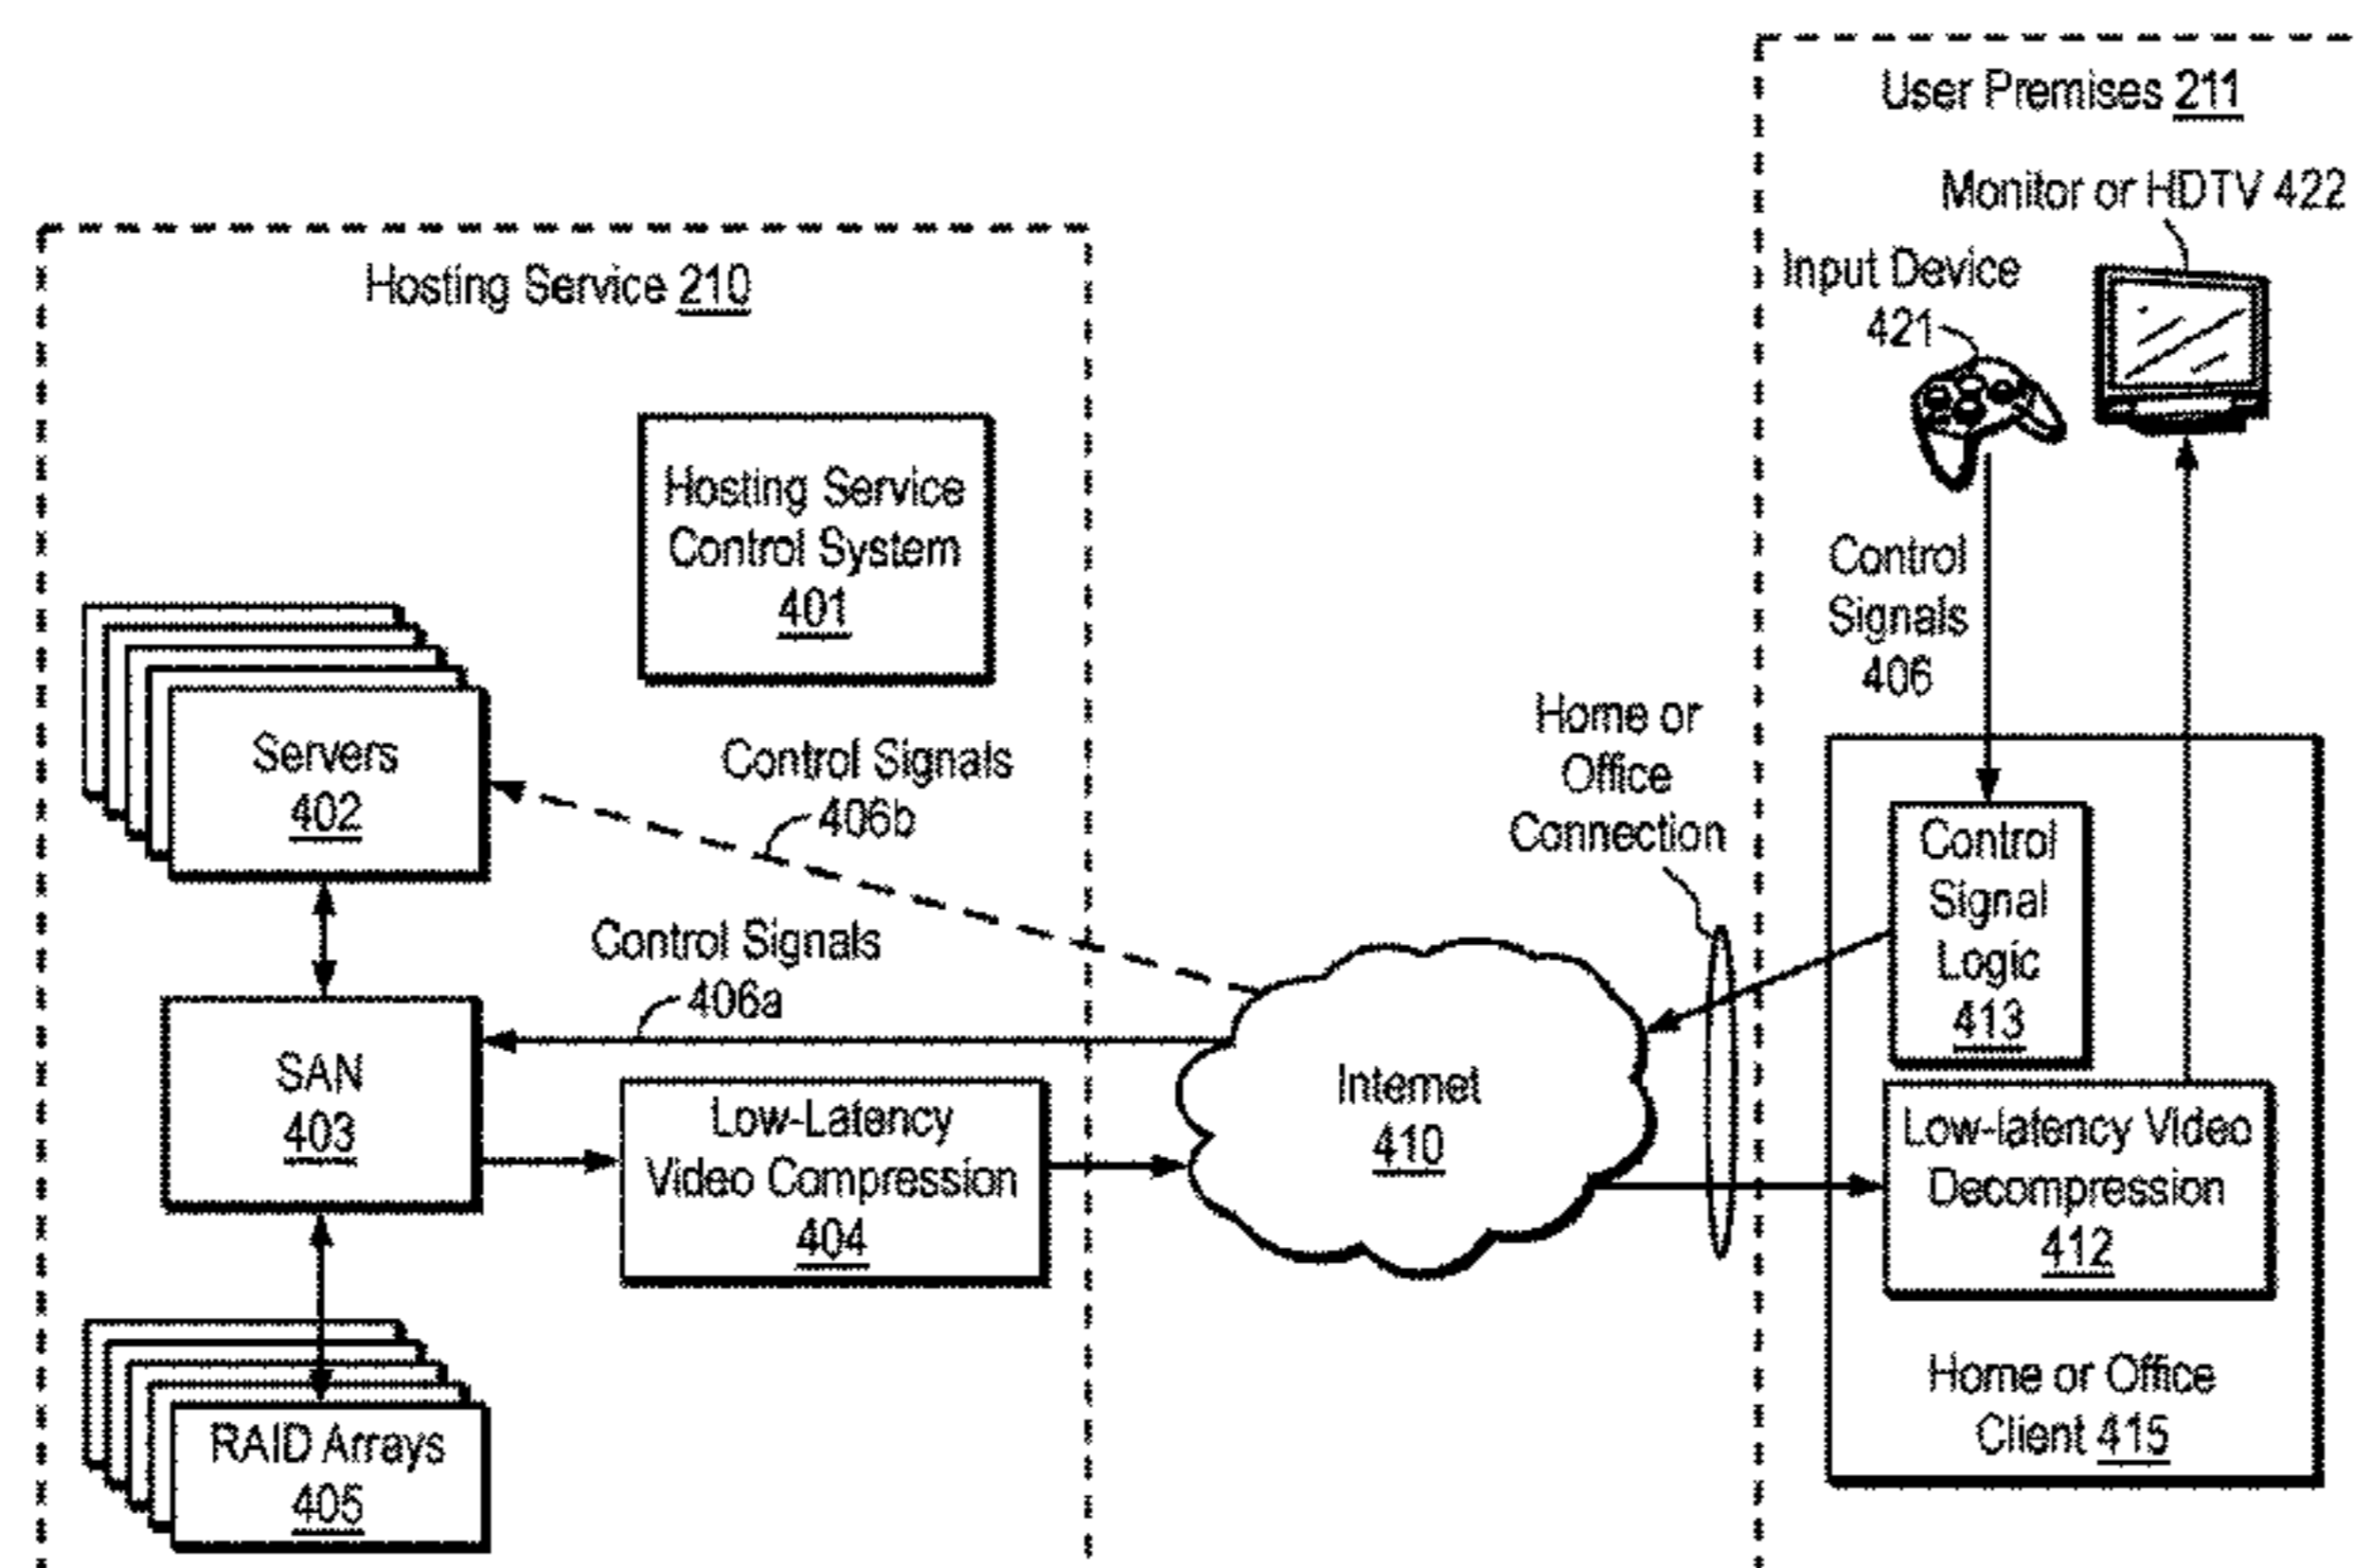 User Premises 211
Monitor or HDTV 422
Input Device
421
Control
Signals
406
Hosting Service 210
Hosting Service
Control System
401
Servers
402
Control Signals
406b
Control Signals
406a
SAN
403
Low-Latency
Video Compression
404
RAID Arrays
405
Internet
410
Home or
Office
Connection
Control
Signal
Logic
413
Low-latency Video
Decompression
412
Home or Office
Client 415